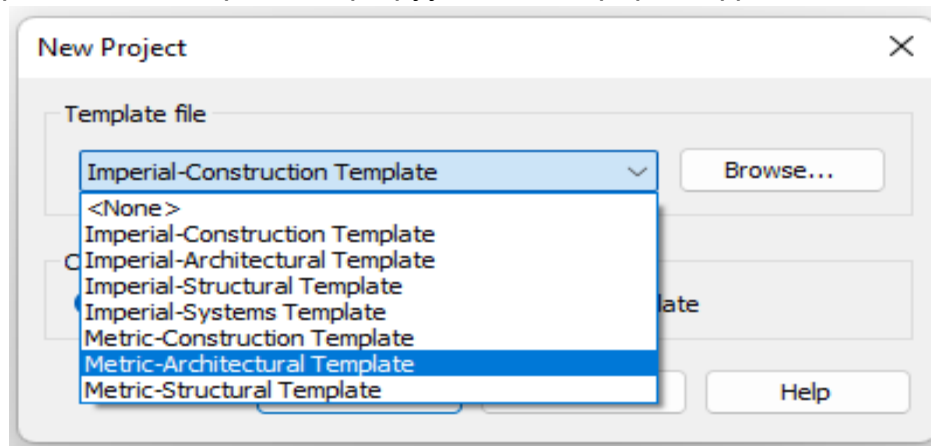 New Project
Template file
Imperial-Construction Template
Browse...
<None>
Imperial-Construction Template
Imperial-Architectural Template
Imperial-Structural Template
Imperial-Systems Template
late
Metric-Construction Template
Metric-Architectural Template
Metric-Structural Template
Help